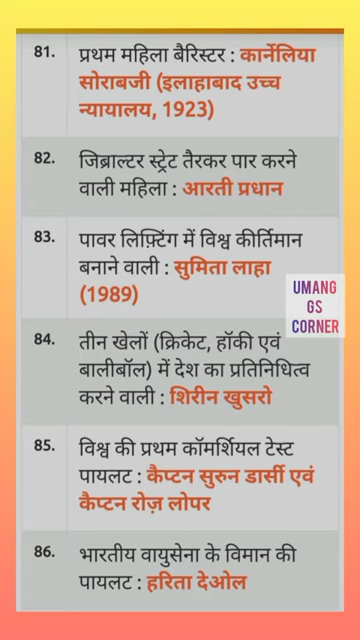 81. प्रथम महिला बैरिस्टर : कार्नेलिया
सोराबजी (इलाहाबाद उच्च
न्यायालय, 1923)
82. जिब्राल्टर स्ट्रेट तैरकर पार करने
वाली महिला : आरती प्रधान
83. पावर लिफ़्टिंग में विश्व कीर्तिमान
बनाने वाली : सुमिता लाहा
(1989)
UMANG
GS
CORNER
84. तीन खेलों (क्रिकेट, हॉकी एवं
बालीबॉल) में देश का प्रतिनिधित्व
करने वाली : शिरीन खुसरो
85. विश्व की प्रथम कॉमर्शियल टेस्ट
पायलट : कैप्टन सुरुन डार्सी एवं
कैप्टन रोज़ लोपर
86. भारतीय वायुसेना के विमान की
पायलट : हरिता देओल